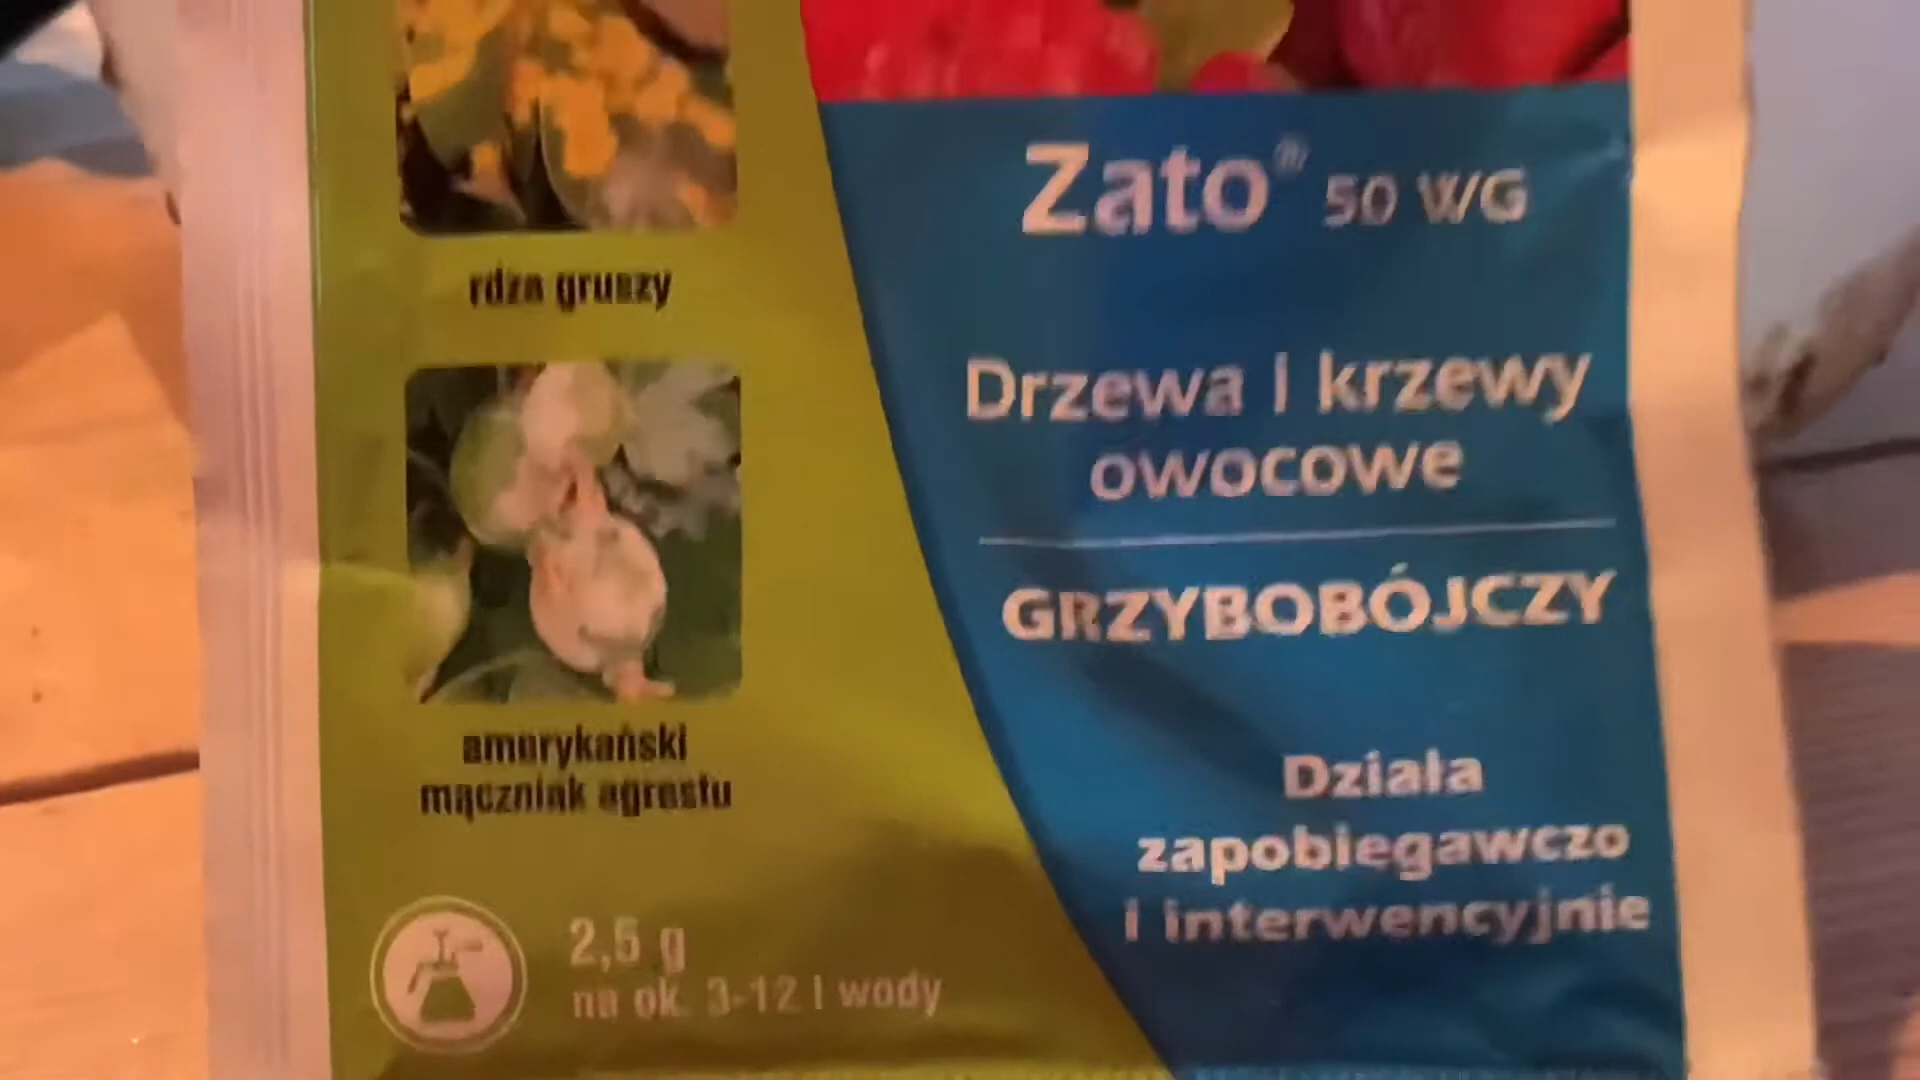 rdza gruszy
amerykański
mączniak agrestu
2,5 g
na ok. 3-12 l wody
Zato® 50 WG
Drzewa i krzewy
owocowe
GRZYBOBÓJCZY
Działa
zapobiegawczo
i interwencyjnie